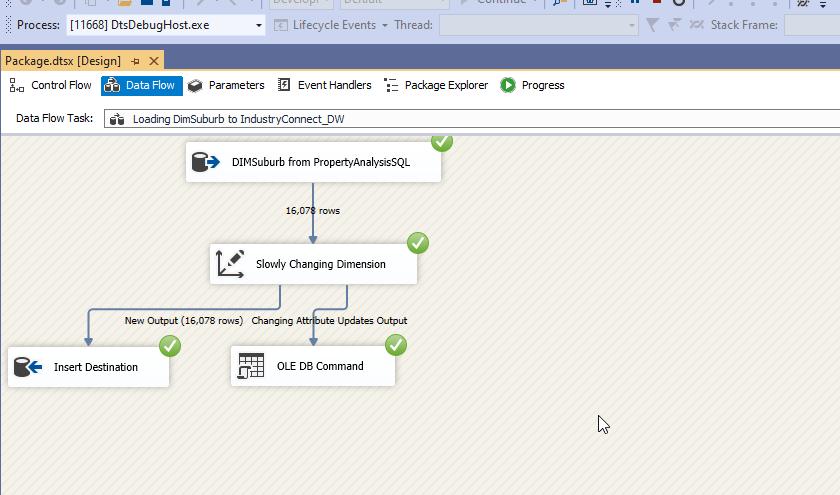 Process: [11668] DtsDebugHost.exe Lifecycle Events Thread: Stack Frame:
Package.dtsx [Design]
Control Flow Data Flow Parameters Event Handlers Package Explorer Progress
Data Flow Task: Loading DimSuburb to IndustryConnect_DW
DIMSuburb from PropertyAnalysisSQL
16,078 rows
Slowly Changing Dimension
New Output (16,078 rows) Changing Attribute Updates Output
Insert Destination OLE DB Command